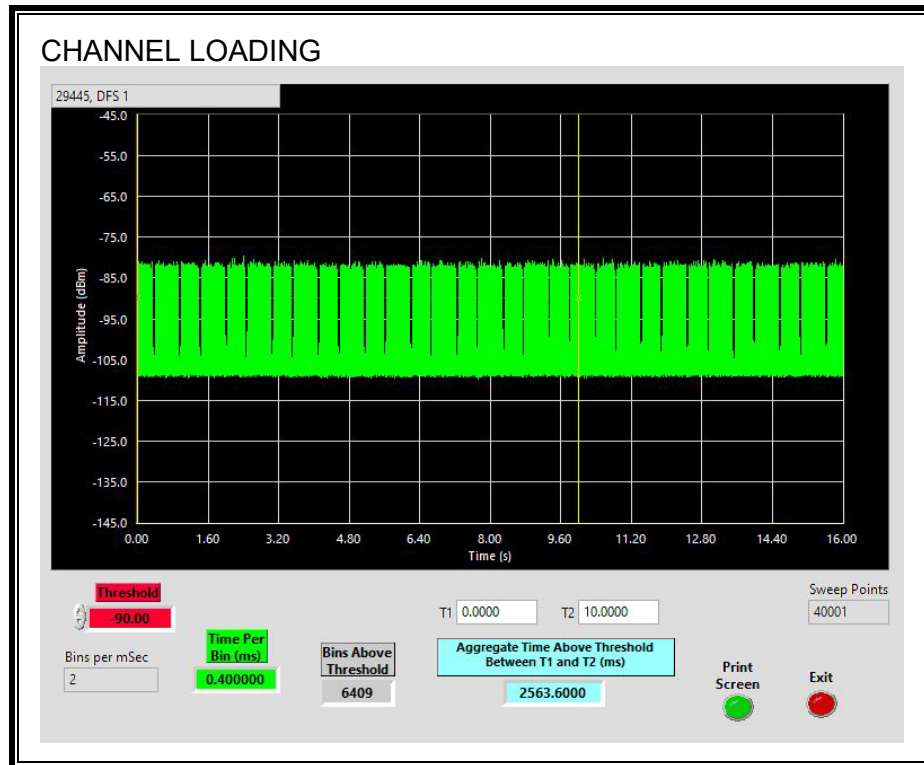 CHANNEL LOADING
29445, DFS 1
-45.0
-55.0
-65.0
-75.0
-85.0
-95.0
-105.0
-115.0
-125.0
-135.0
-145.0
Amplitude (dBm)
0.00 1.60 3.20 4.80 6.40 8.00 9.60 11.20 12.80 14.40 16.00
Time (s)
Threshold
-90.00
Bins per mSec
2
Time Per
Bin (ms)
0.400000
Bins Above
Threshold
6409
T1 0.0000 T2 10.0000
Aggregate Time Above Threshold
Between T1 and T2 (ms)
2563.6000
Sweep Points
40001
Print
Screen
Exit